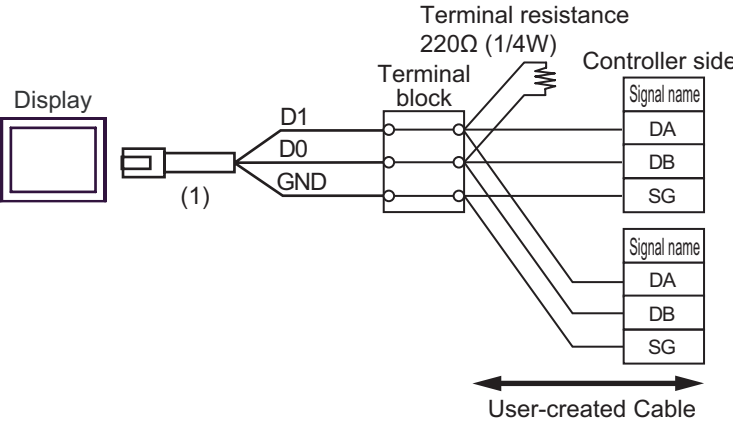 Terminal resistance
220Ω (1/4W)
Controller side
Terminal
block
Display
D1
D0
GND
(1)
Signal name
DA
DB
SG
Signal name
DA
DB
SG
User-created Cable